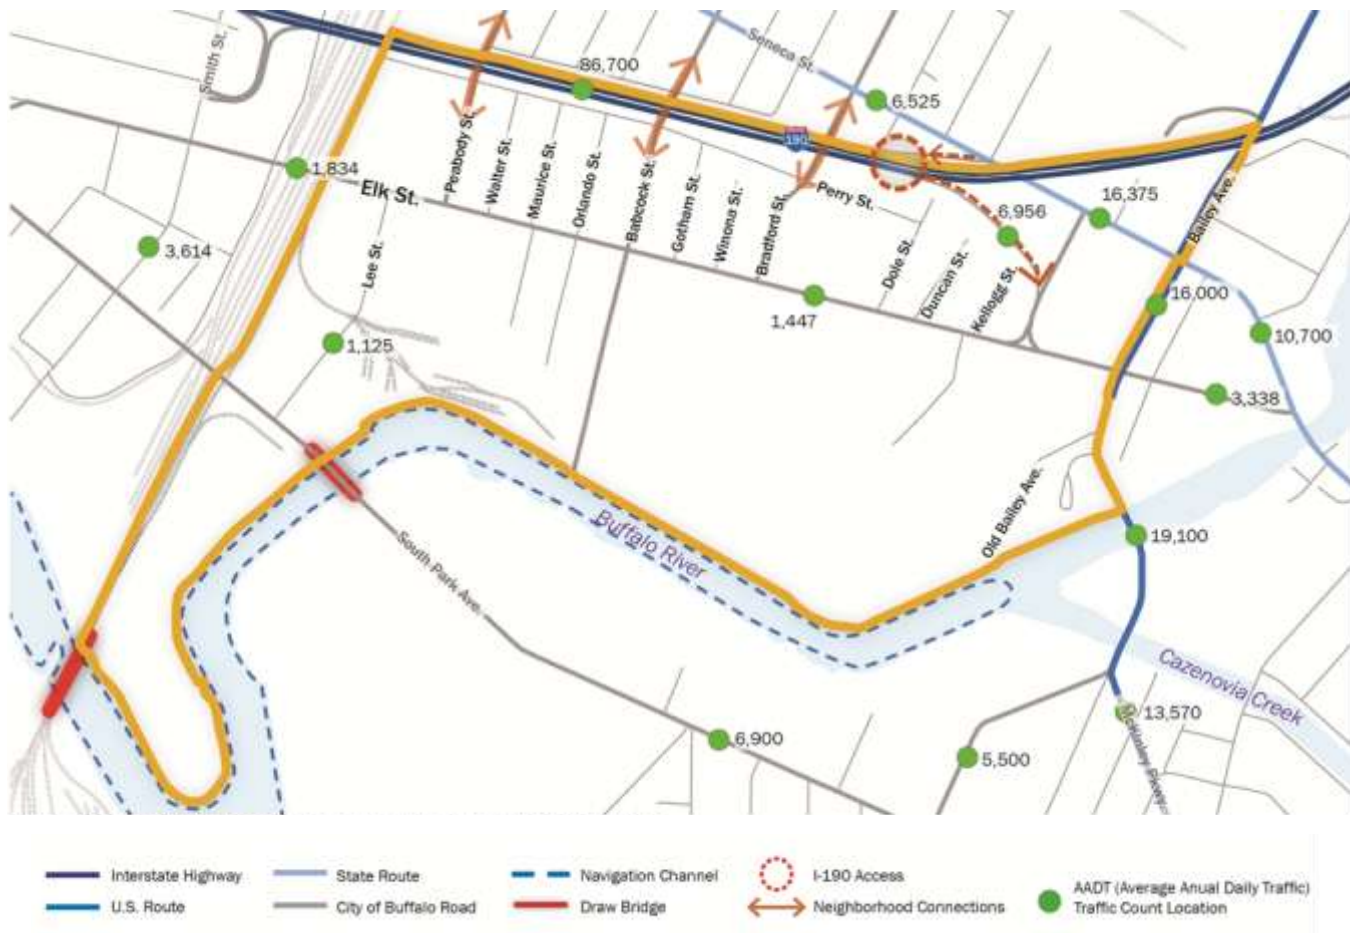 Smith St.
Seneca St.
86,700
6,525
190
1,834
Elk St.
Peabody St.
Walter St.
Maurice St.
Orlando St.
Babcock St.
Gotham St.
Winona St.
Bradford St.
Perry St.
6,956
16,375
Bailey Ave.
3,614
Lee St.
Dole St.
Duncan St.
Kellogg St.
1,447
16,000
10,700
1,125
3,338
Old Bailey Ave.
Buffalo River
South Park Ave.
19,100
Cazenovia Creek
13,570
McKinley Pkwy.
6,900
5,500
Interstate Highway
State Route
Navigation Channel
I-190 Access
AADT (Average Anual Daily Traffic)
Traffic Count Location
U.S. Route
City of Buffalo Road
Draw Bridge
Neighborhood Connections